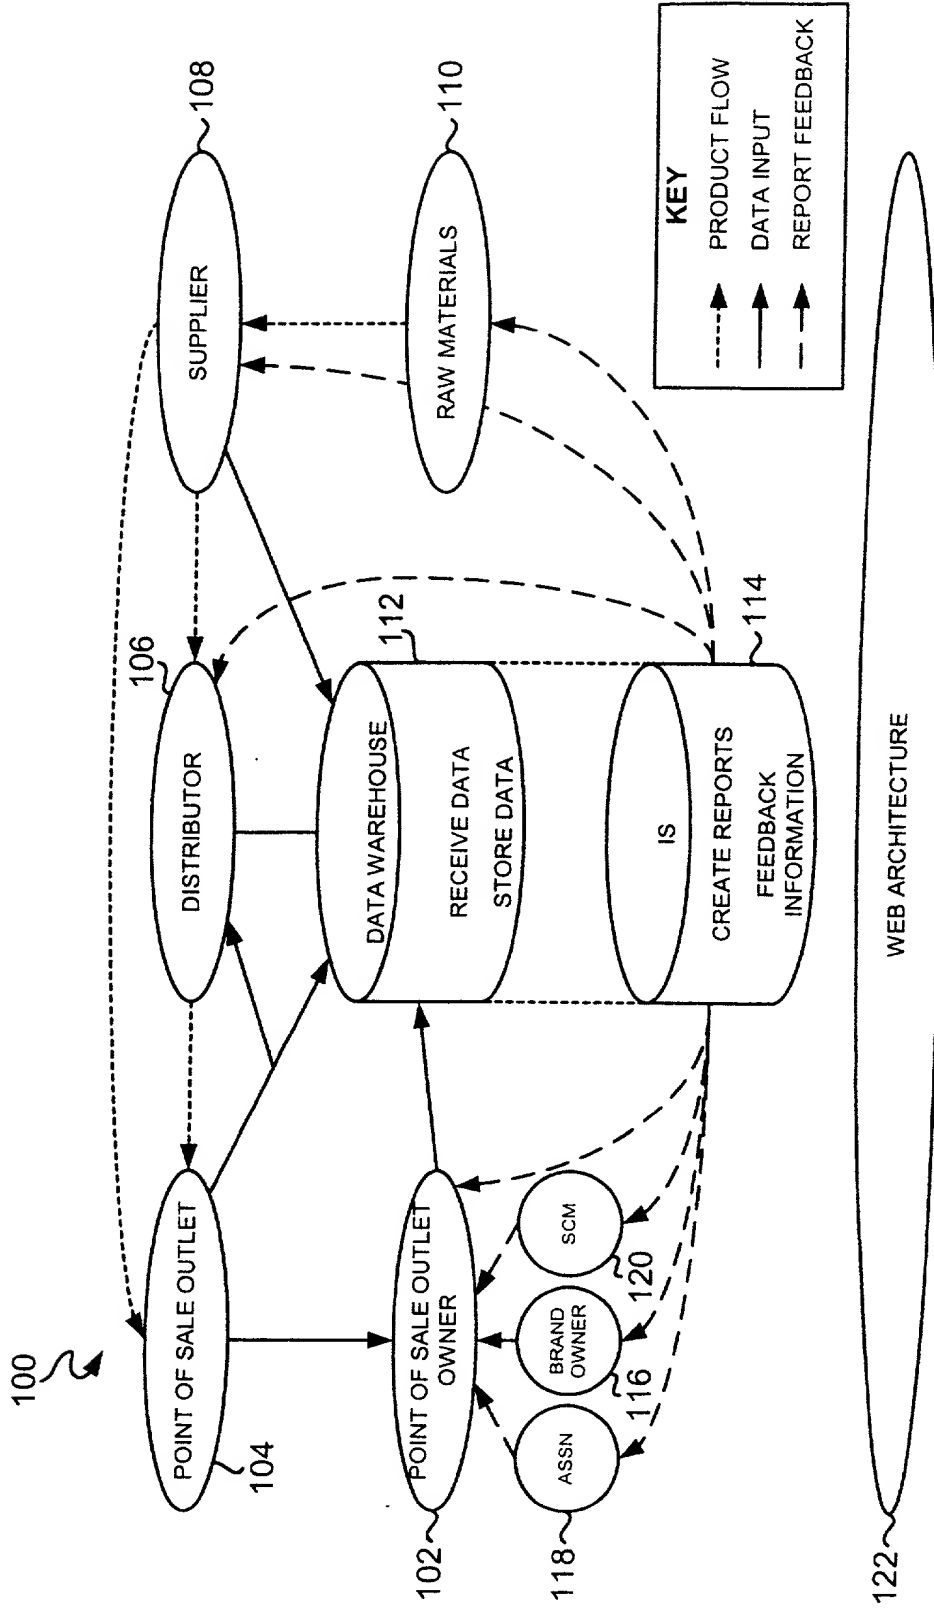 100
108
110
106
112
114
104
102
118
116
120
122
POINT OF SALE OUTLET
DISTRIBUTOR
SUPPLIER
POINT OF SALE OUTLET
OWNER
DATA WAREHOUSE
RECEIVE DATA
STORE DATA
RAW MATERIALS
ASSN
BRAND
OWNER
SCM
IS
CREATE REPORTS
FEEDBACK
INFORMATION
KEY
PRODUCT FLOW
DATA INPUT
REPORT FEEDBACK
WEB ARCHITECTURE